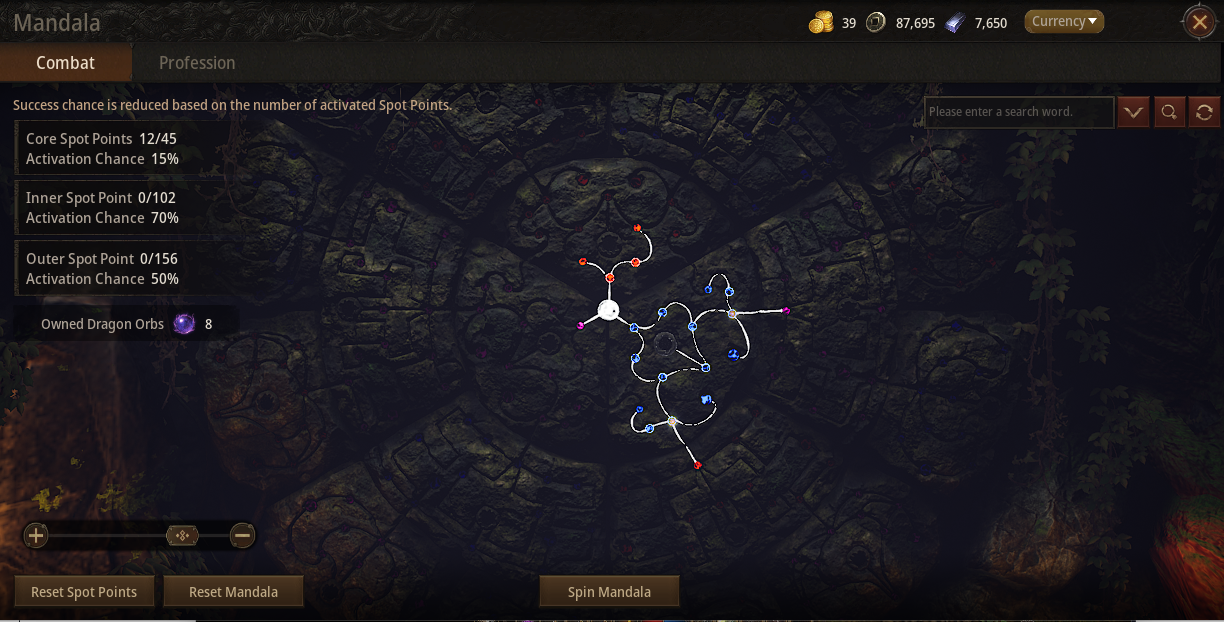 Mandala
39 87,695 7,650 Currency
Combat Profession
Success chance is reduced based on the number of activated Spot Points.
Please enter a search word.
Core Spot Points 12/45
Activation Chance 15%
Inner Spot Point 0/102
Activation Chance 70%
Outer Spot Point 0/156
Activation Chance 50%
Owned Dragon Orbs 8
Reset Spot Points Reset Mandala Spin Mandala